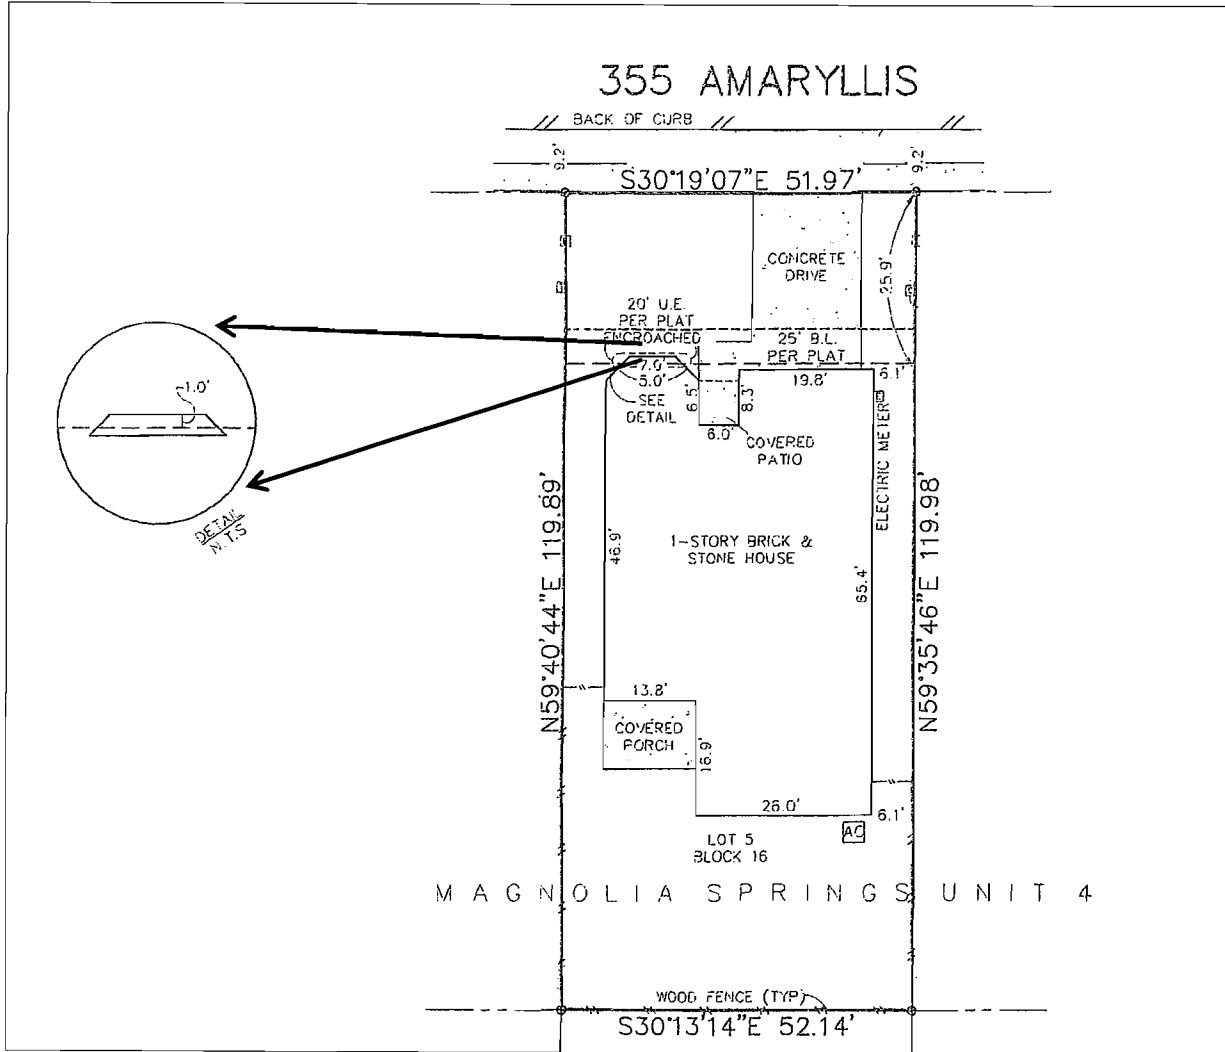 355 AMARYLLIS
BACK OF CURB
9.2'
9.2'
S30°19'07"E 51.97'
CONCRETE
DRIVE
25.9'
20' U.E.
PER PLAT
ENCROACHED
25' B.L.
PER PLAT
7.0'
5.0'
19.8'
6.1'
1.0'
SEE
DETAIL
6.5'
8.3'
6.0'
COVERED
PATIO
ELECTRIC METER
DETAIL
N.T.S
N59°40'44"E 119.89'
46.9'
1-STORY BRICK &
STONE HOUSE
65.4'
N59°35'46"E 119.98'
13.8'
COVERED
PORCH
16.9'
26.0'
6.1'
AC
LOT 5
BLOCK 16
MAGNOLIA SPRINGS UNIT 4
WOOD FENCE (TYP)
S30°13'14"E 52.14'